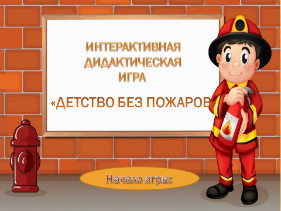 ИНТЕРАКТИВНАЯ
ДИДАКТИЧЕСКАЯ
ИГРА
«ДЕТСТВО БЕЗ ПОЖАРОВ
Начало игры: